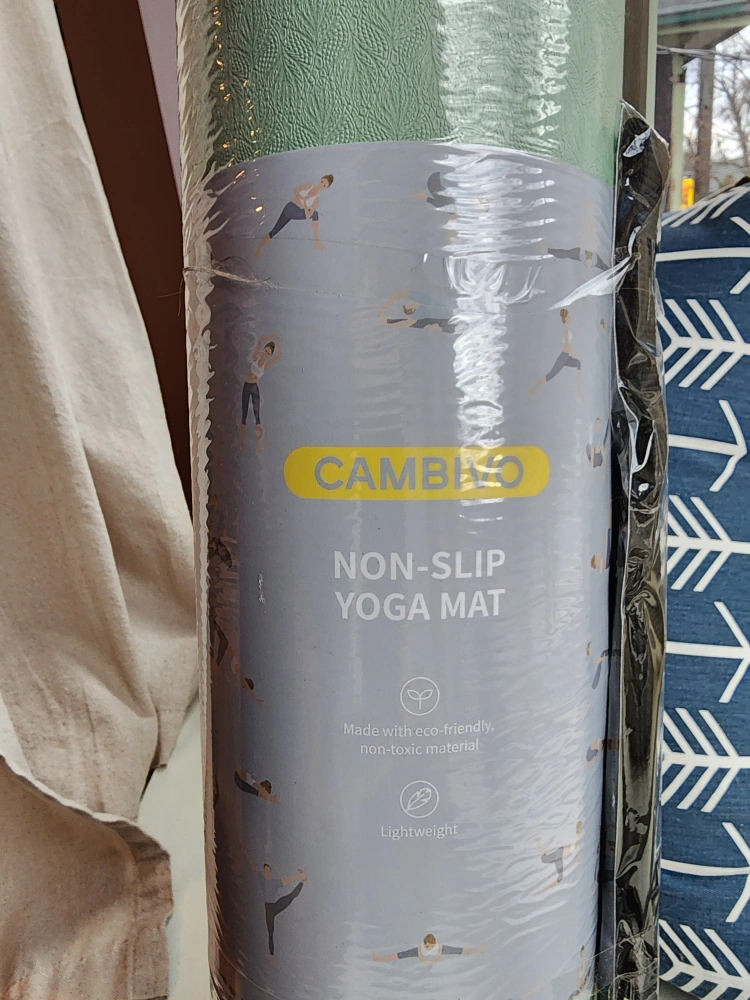 CAMBIVO
NON-SLIP
YOGA MAT
Made with eco-friendly,
non-toxic material
Lightweight